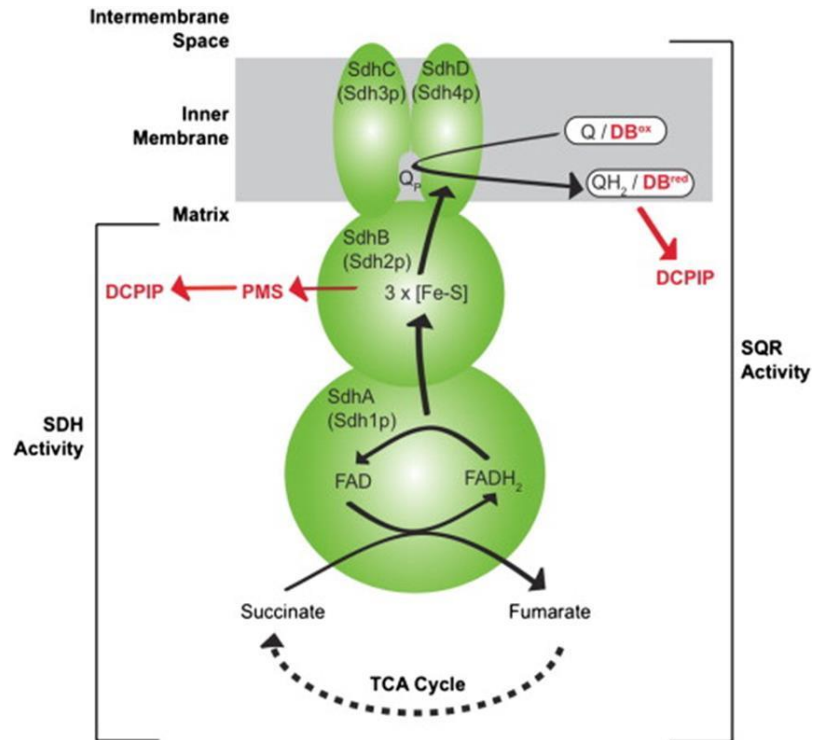 Intermembrane
Space
SdhC
(Sdh3p)
SdhD
(Sdh4p)
Inner
Membrane
Q / DBᵒˣ
Qₚ
QH₂ / DBʳᵉᵈ
Matrix
SdhB
(Sdh2p)
DCPIP
DCPIP
PMS
3 x [Fe-S]
SQR
Activity
SdhA
(Sdh1p)
SDH
Activity
FAD
FADH₂
Succinate
Fumarate
TCA Cycle